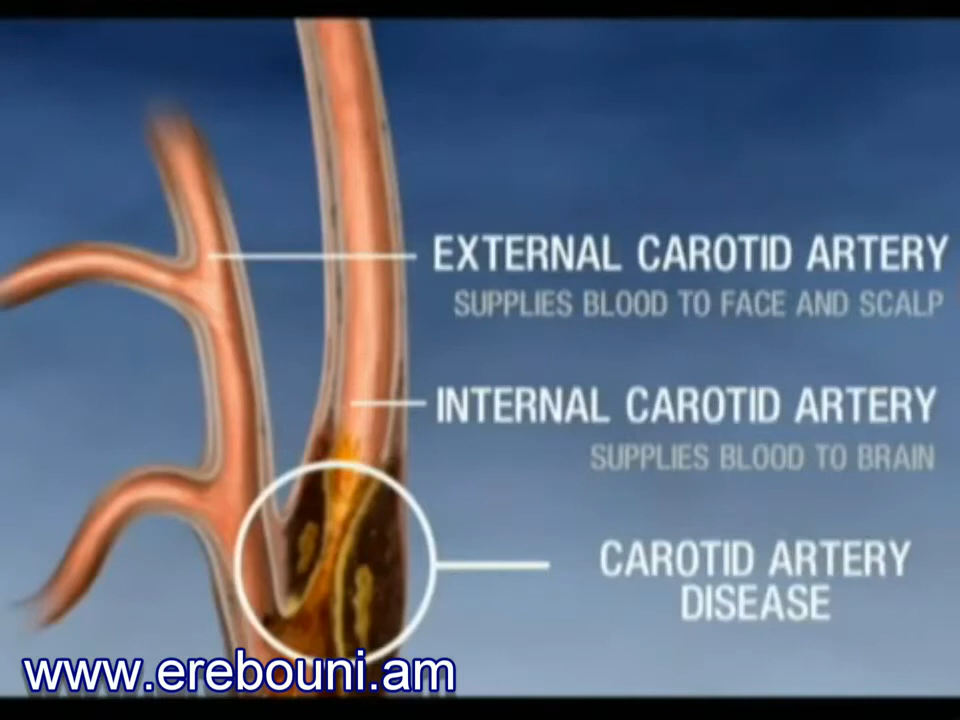 EXTERNAL CAROTID ARTERY
SUPPLIES BLOOD TO FACE AND SCALP
INTERNAL CAROTID ARTERY
SUPPLIES BLOOD TO BRAIN
CAROTID ARTERY
DISEASE
www.erebouni.am